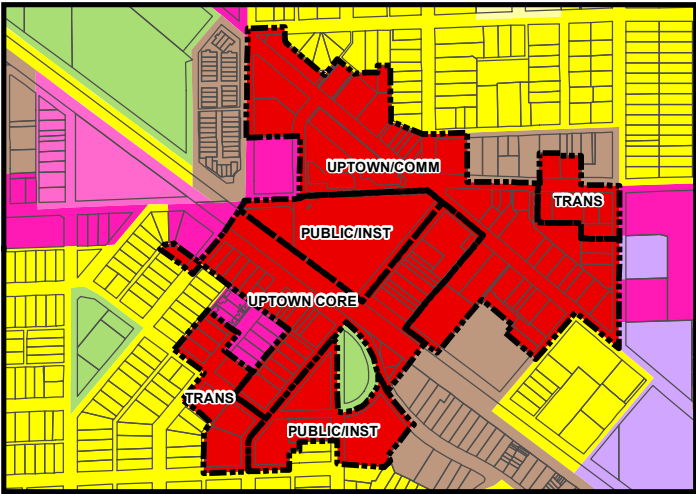 UPTOWN/COMM
TRANS
PUBLIC/INST
UPTOWN CORE
TRANS
PUBLIC/INST